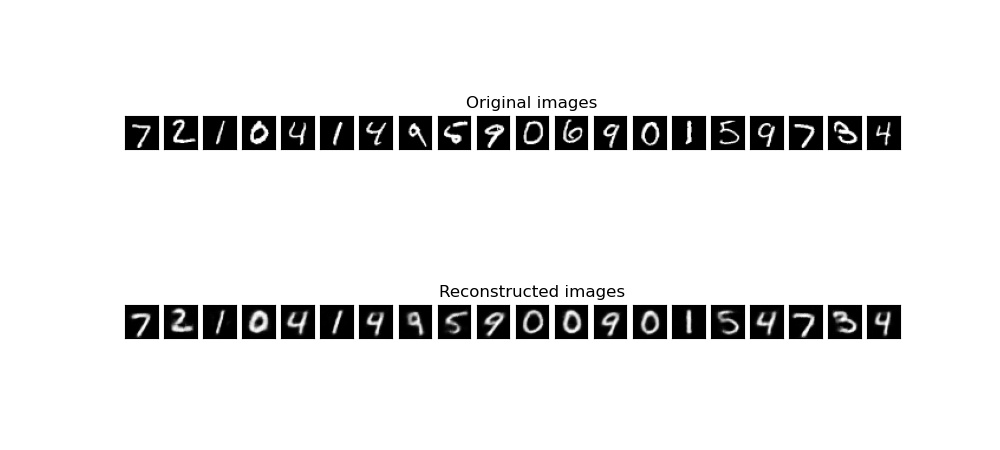 Original images
7 2 1 0 4 1 4 9 5 9 0 6 9 0 1 5 9 7 3 4
Reconstructed images
7 2 1 0 4 1 4 9 5 9 0 0 9 0 1 5 4 7 3 4